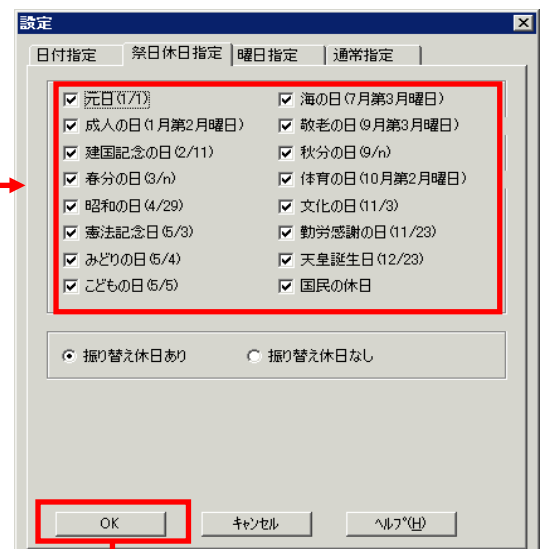 設定
日付指定 祭日休日指定 曜日指定 通常指定
元日(1/1) 海の日(7月第3月曜日)
成人の日(1月第2月曜日) 敬老の日(9月第3月曜日)
建国記念の日(2/11) 秋分の日(9/n)
春分の日(3/n) 体育の日(10月第2月曜日)
昭和の日(4/29) 文化の日(11/3)
憲法記念日(5/3) 勤労感謝の日(11/23)
みどりの日(5/4) 天皇誕生日(12/23)
こどもの日(5/5) 国民の休日
振り替え休日あり 振り替え休日なし
OK キャンセル ヘルプ(H)